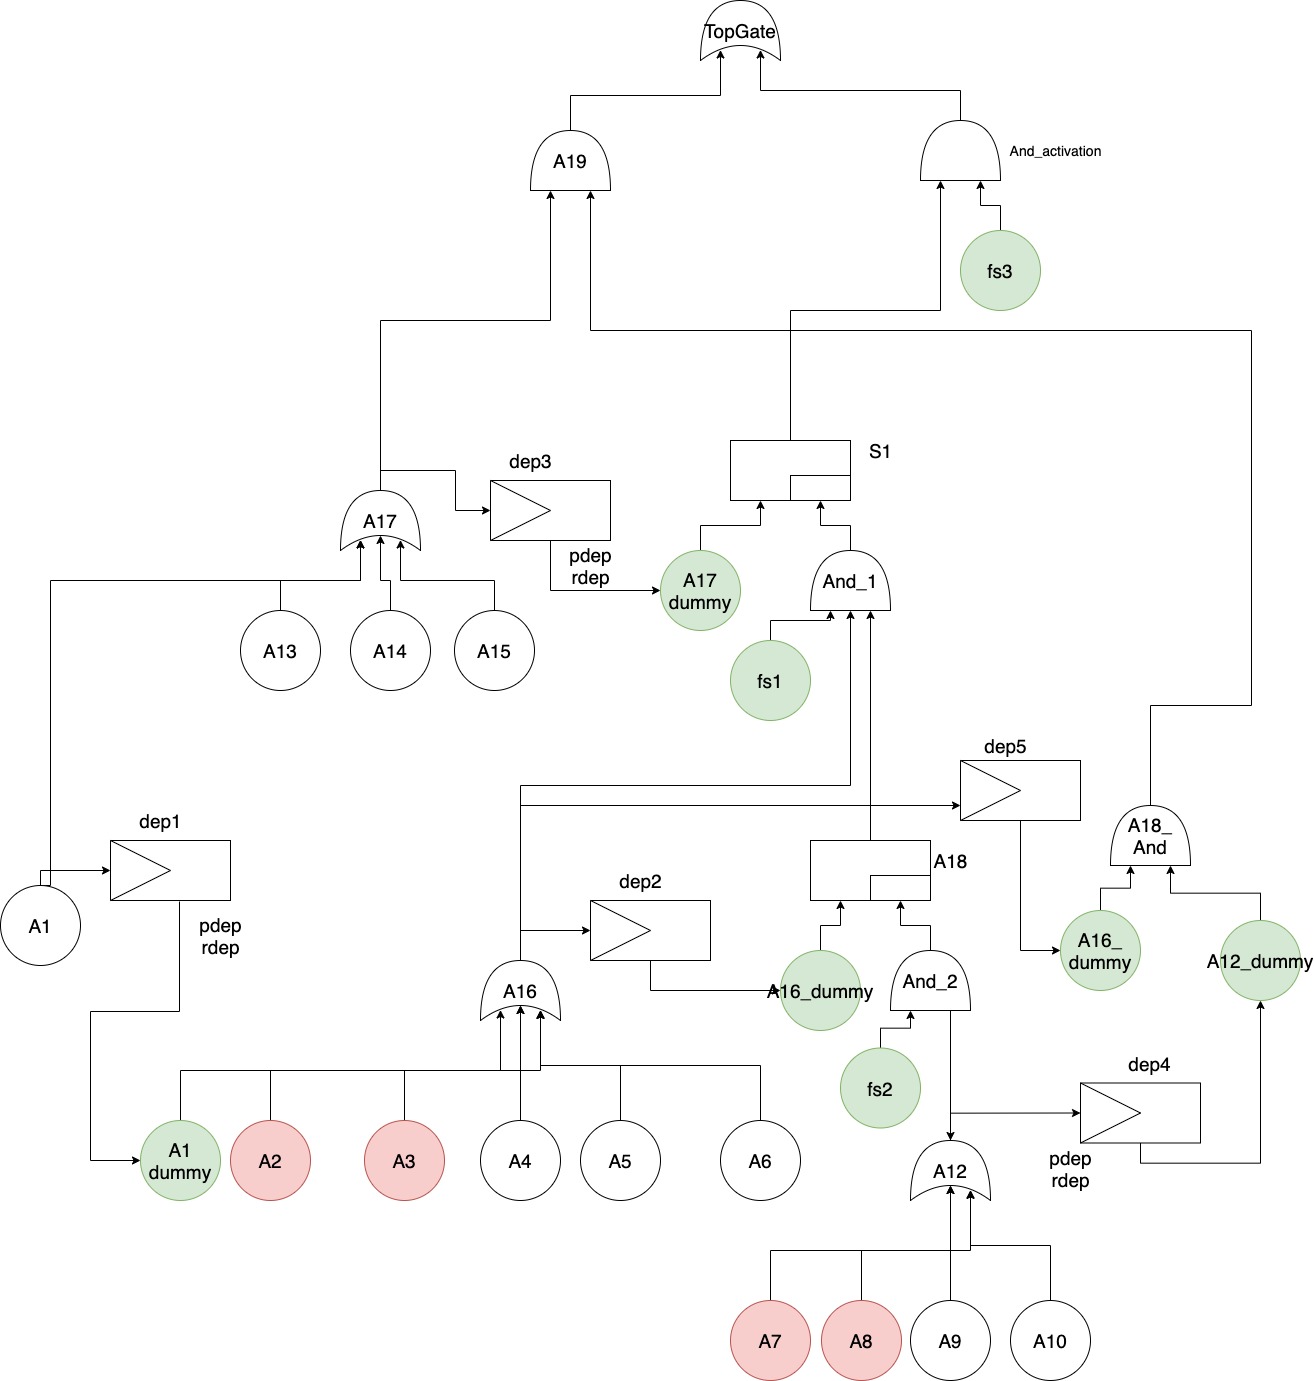 TopGate
A19
And_activation
fs3
S1
dep3
A17
pdep
rdep
A17
dummy
And_1
A13
A14
A15
fs1
dep5
dep1
A18_
And
A18
dep2
A1
pdep
rdep
A16_
dummy
A12_dummy
A16
A16_dummy
And_2
dep4
fs2
A1
dummy
A2
A3
A4
A5
A6
pdep
rdep
A12
A7
A8
A9
A10